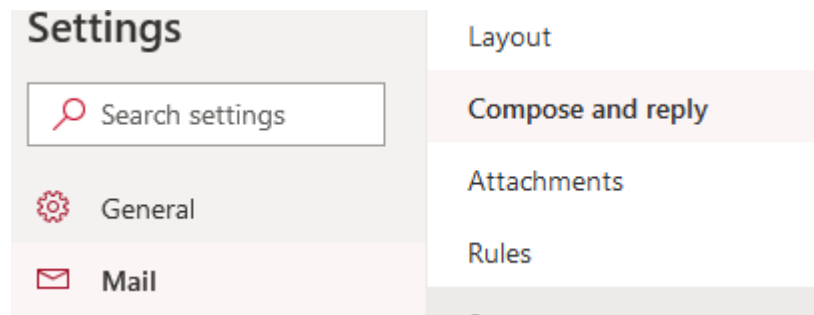 Settings
Search settings
General
Mail
Layout
Compose and reply
Attachments
Rules